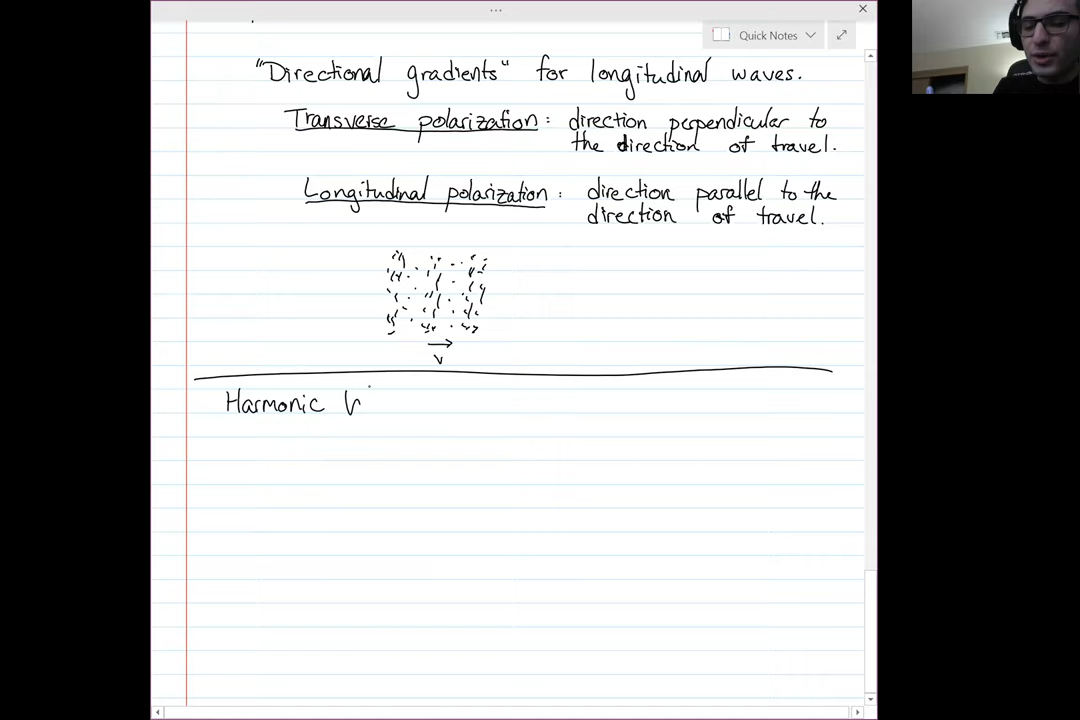 Quick Notes
"Directional gradients" for longitudinal waves.
Transverse polarization: direction perpendicular to
the direction of travel.
Longitudinal polarization: direction parallel to the
direction of travel.
v
Harmonic